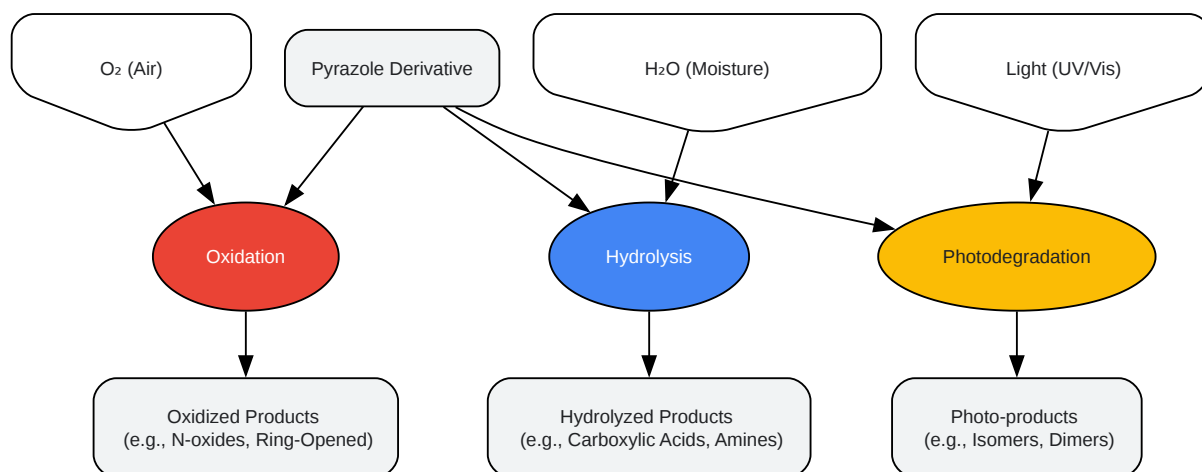 O₂ (Air)
Pyrazole Derivative
H₂O (Moisture)
Light (UV/Vis)
Oxidation
Hydrolysis
Photodegradation
Oxidized Products
(e.g., N-oxides, Ring-Opened)
Hydrolyzed Products
(e.g., Carboxylic Acids, Amines)
Photo-products
(e.g., Isomers, Dimers)